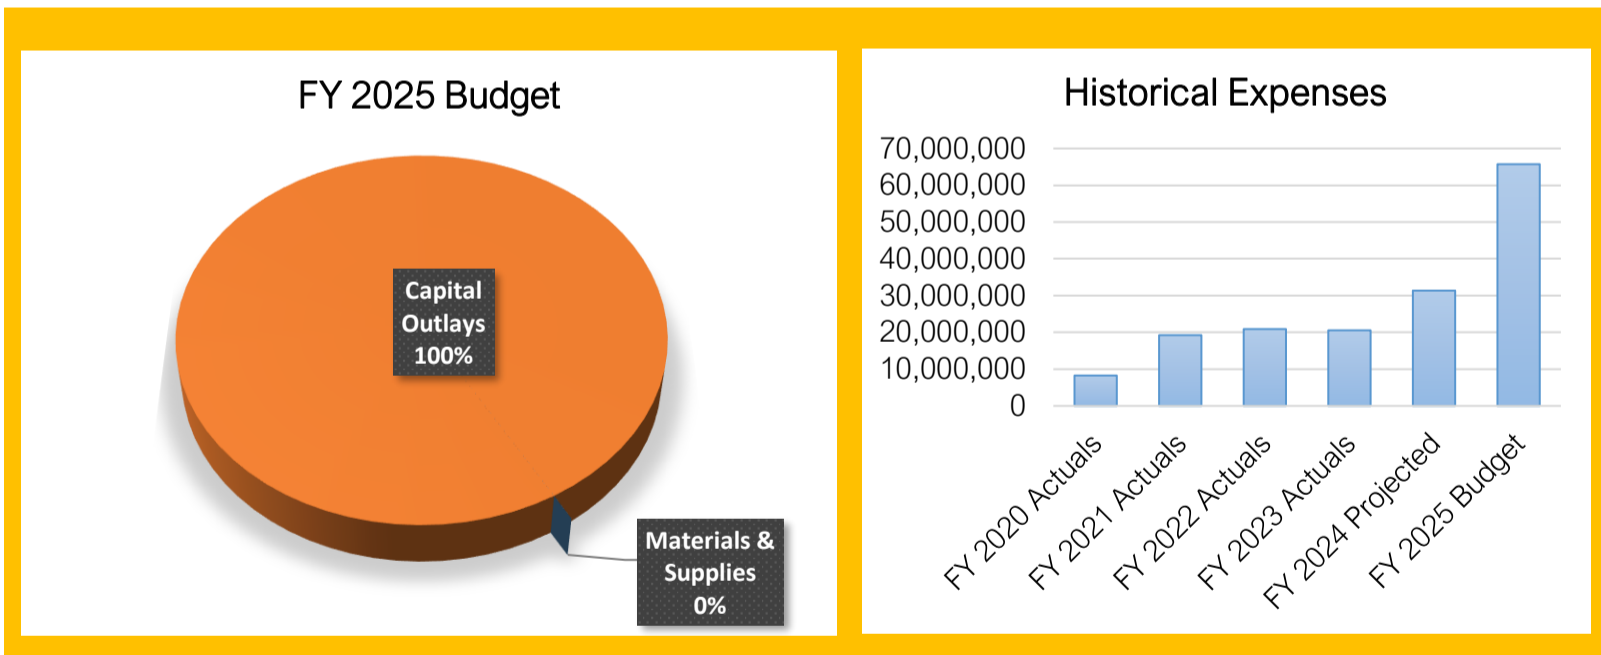 FY 2025 Budget
Capital
Outlays
100%
Materials &
Supplies
0%
Historical Expenses
70,000,000
60,000,000
50,000,000
40,000,000
30,000,000
20,000,000
10,000,000
0
FY 2020 Actuals
FY 2021 Actuals
FY 2022 Actuals
FY 2023 Actuals
FY 2024 Projected
FY 2025 Budget